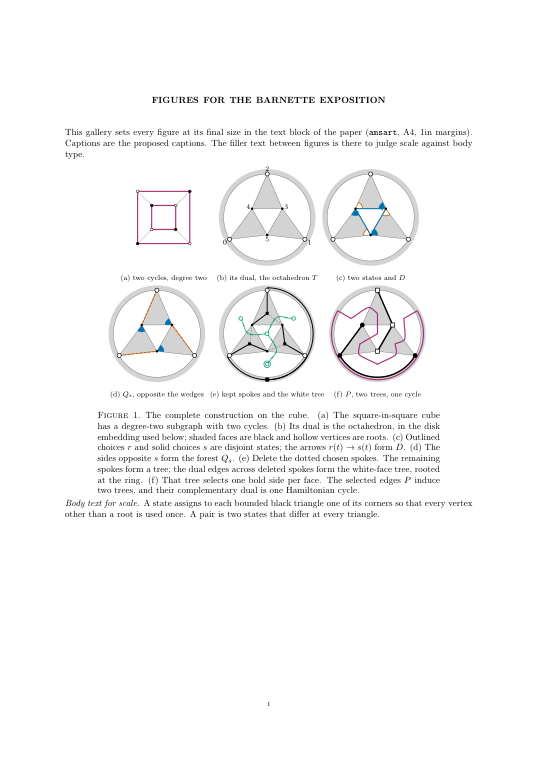 FIGURES FOR THE BARNETTE EXPOSITION
This gallery sets every figure at its final size in the text block of the paper (amsart, A4, 1in margins).
Captions are the proposed captions. The filler text between figures is there to judge scale against body
type.
2
4 3
0 5 1
(a) two cycles, degree two (b) its dual, the octahedron T (c) two states and D
(d) Qs, opposite the wedges (e) kept spokes and the white tree (f) P, two trees, one cycle
FIGURE 1. The complete construction on the cube. (a) The square-in-square cube
has a degree-two subgraph with two cycles. (b) Its dual is the octahedron, in the disk
embedding used below; shaded faces are black and hollow vertices are roots. (c) Outlined
choices r and solid choices s are disjoint states; the arrows r(t) → s(t) form D. (d) The
sides opposite s form the forest Qs. (e) Delete the dotted chosen spokes. The remaining
spokes form a tree; the dual edges across deleted spokes form the white-face tree, rooted
at the ring. (f) That tree selects one bold side per face. The selected edges P induce
two trees, and their complementary dual is one Hamiltonian cycle.
Body text for scale. A state assigns to each bounded black triangle one of its corners so that every vertex
other than a root is used once. A pair is two states that differ at every triangle.
1